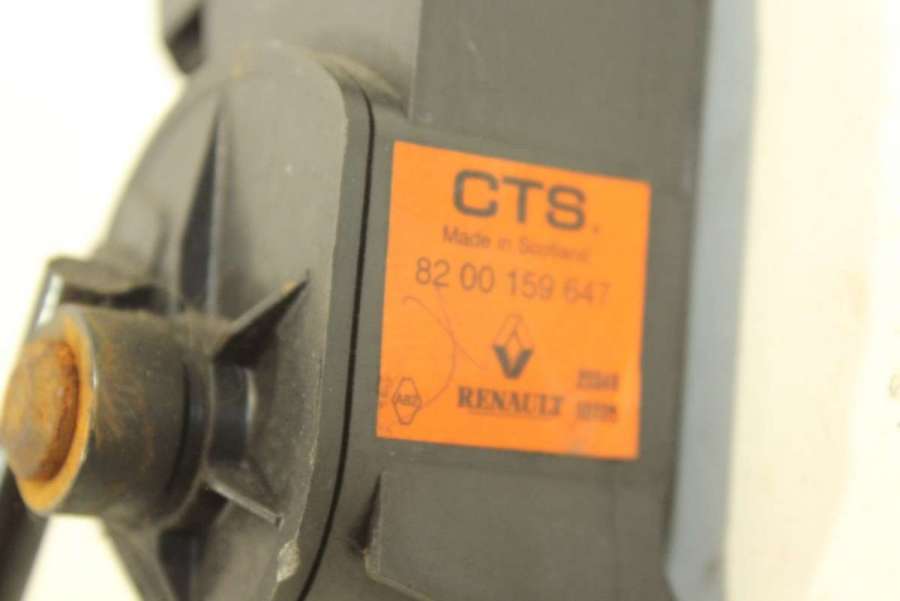 CTS.
Made in Scotland
82 00 159 647
RENAULT